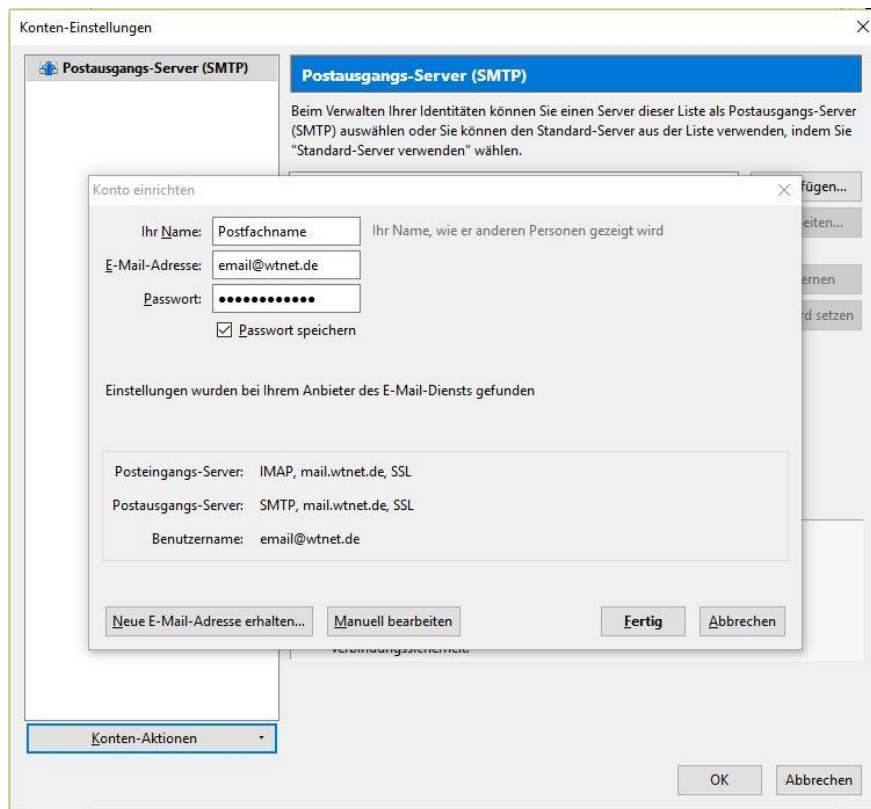 Konten-Einstellungen
Postausgangs-Server (SMTP)
Postausgangs-Server (SMTP)
Beim Verwalten Ihrer Identitäten können Sie einen Server dieser Liste als Postausgangs-Server
(SMTP) auswählen oder Sie können den Standard-Server aus der Liste verwenden, indem Sie
"Standard-Server verwenden" wählen.
Konto einrichten
Ihr Name: Postfachname Ihr Name, wie er anderen Personen gezeigt wird
E-Mail-Adresse: email@wtnet.de
Passwort: ●●●●●●●●●●●●
Passwort speichern
Einstellungen wurden bei Ihrem Anbieter des E-Mail-Diensts gefunden
Posteingangs-Server: IMAP, mail.wtnet.de, SSL
Postausgangs-Server: SMTP, mail.wtnet.de, SSL
Benutzername: email@wtnet.de
Neue E-Mail-Adresse erhalten... Manuell bearbeiten Fertig Abbrechen
Konten-Aktionen
OK Abbrechen